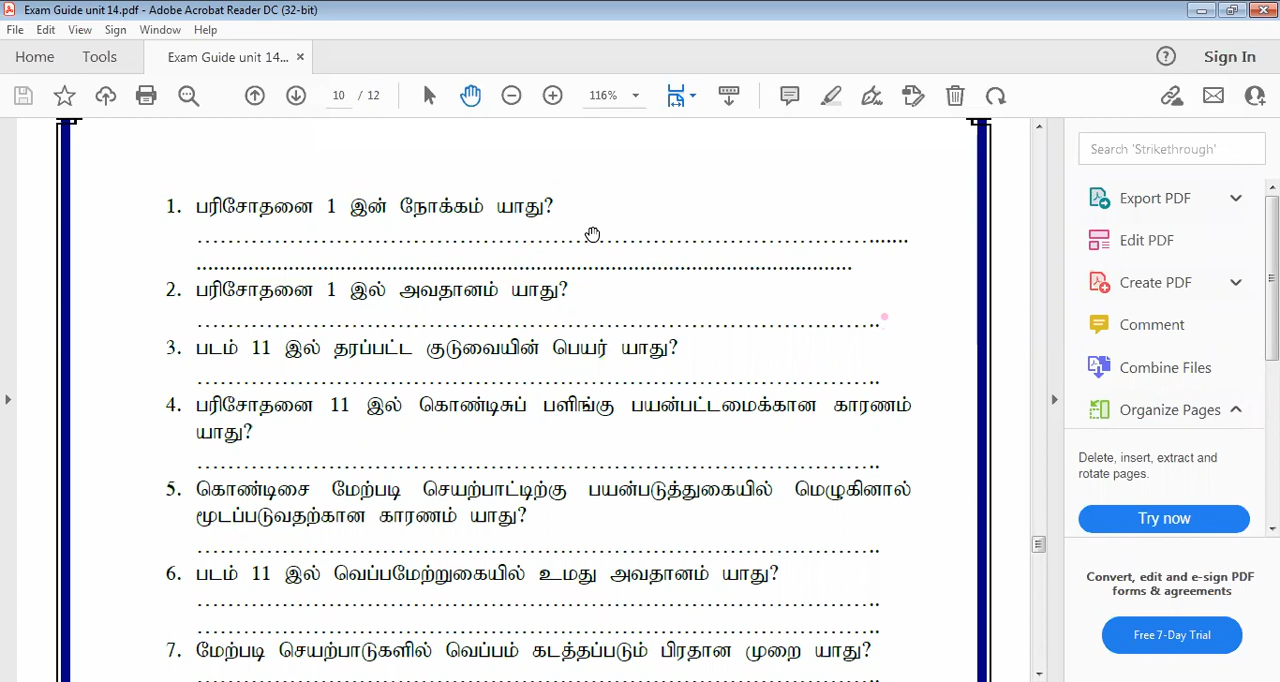 Exam Guide unit 14.pdf - Adobe Acrobat Reader DC (32-bit)
File Edit View Sign Window Help
Home Tools Exam Guide unit 14... × Sign In
10 / 12 116%
Search 'Strikethrough'
Export PDF
Edit PDF
Create PDF
Comment
Combine Files
Organize Pages
Delete, insert, extract and
rotate pages.
Try now
Convert, edit and e-sign PDF
forms & agreements
Free 7-Day Trial
1. பரிசோதனை 1 இன் நோக்கம் யாது?
2. பரிசோதனை 1 இல் அவதானம் யாது?
3. படம் 11 இல் தரப்பட்ட குடுவையின் பெயர் யாது?
4. பரிசோதனை 11 இல் கொண்டிசுப் பளிங்கு பயன்பட்டமைக்கான காரணம்
யாது?
5. கொண்டிசை மேற்படி செயற்பாட்டிற்கு பயன்படுத்துகையில் மெழுகினால்
மூடப்படுவதற்கான காரணம் யாது?
6. படம் 11 இல் வெப்பமேற்றுகையில் உமது அவதானம் யாது?
7. மேற்படி செயற்பாடுகளில் வெப்பம் கடத்தப்படும் பிரதான முறை யாது?